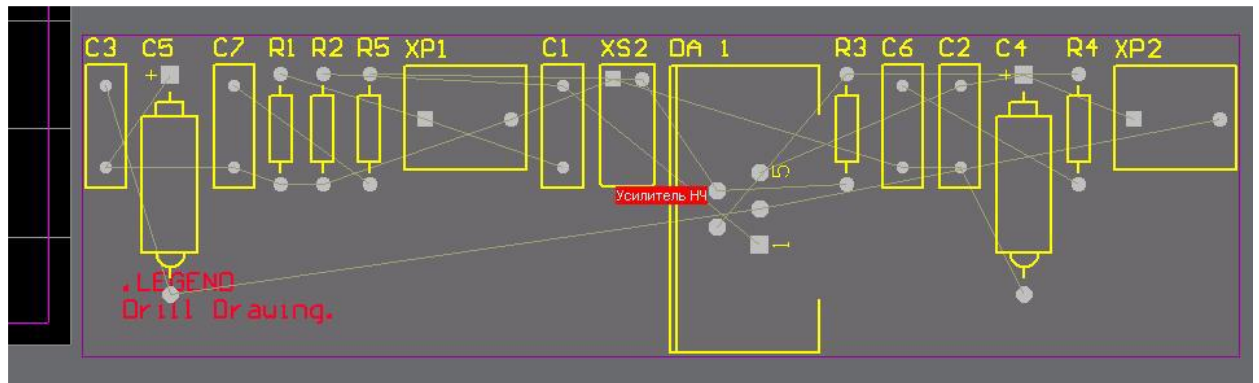 C3 C5 C7 R1 R2 R5 XP1 C1 XS2 DA 1 R3 C6 C2 C4 R4 XP2
+ +
5
Усилитель НЧ
1
.LEGEND
Drill Drawing.